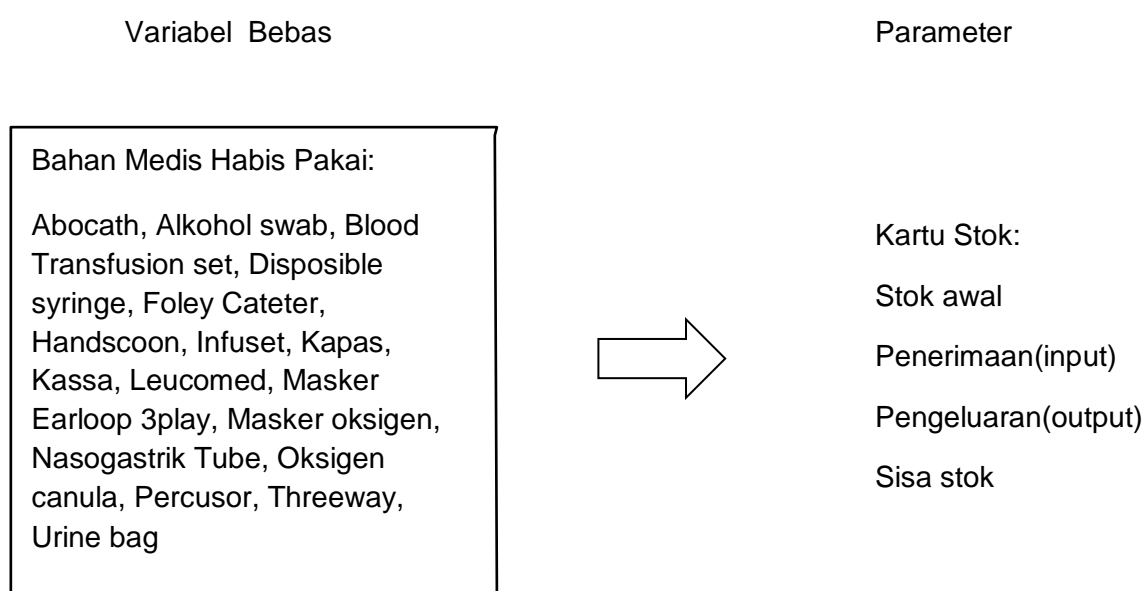 Variabel Bebas
Parameter
Bahan Medis Habis Pakai:
Abocath, Alkohol swab, Blood
Transfusion set, Disposible
syringe, Foley Cateter,
Handscoon, Infuset, Kapas,
Kassa, Leucomed, Masker
Earloop 3play, Masker oksigen,
Nasogastrik Tube, Oksigen
canula, Percusor, Threeway,
Urine bag
Kartu Stok:
Stok awal
Penerimaan(input)
Pengeluaran(output)
Sisa stok